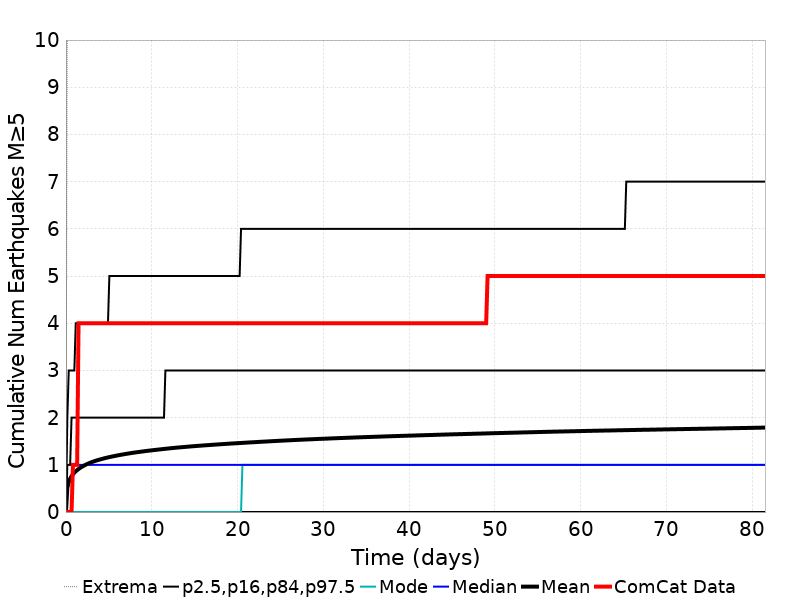 Cumulative Num Earthquakes M≥5
10
9
8
7
6
5
4
3
2
1
0
0 10 20 30 40 50 60 70 80
Time (days)
Extrema p2.5,p16,p84,p97.5 Mode Median Mean ComCat Data